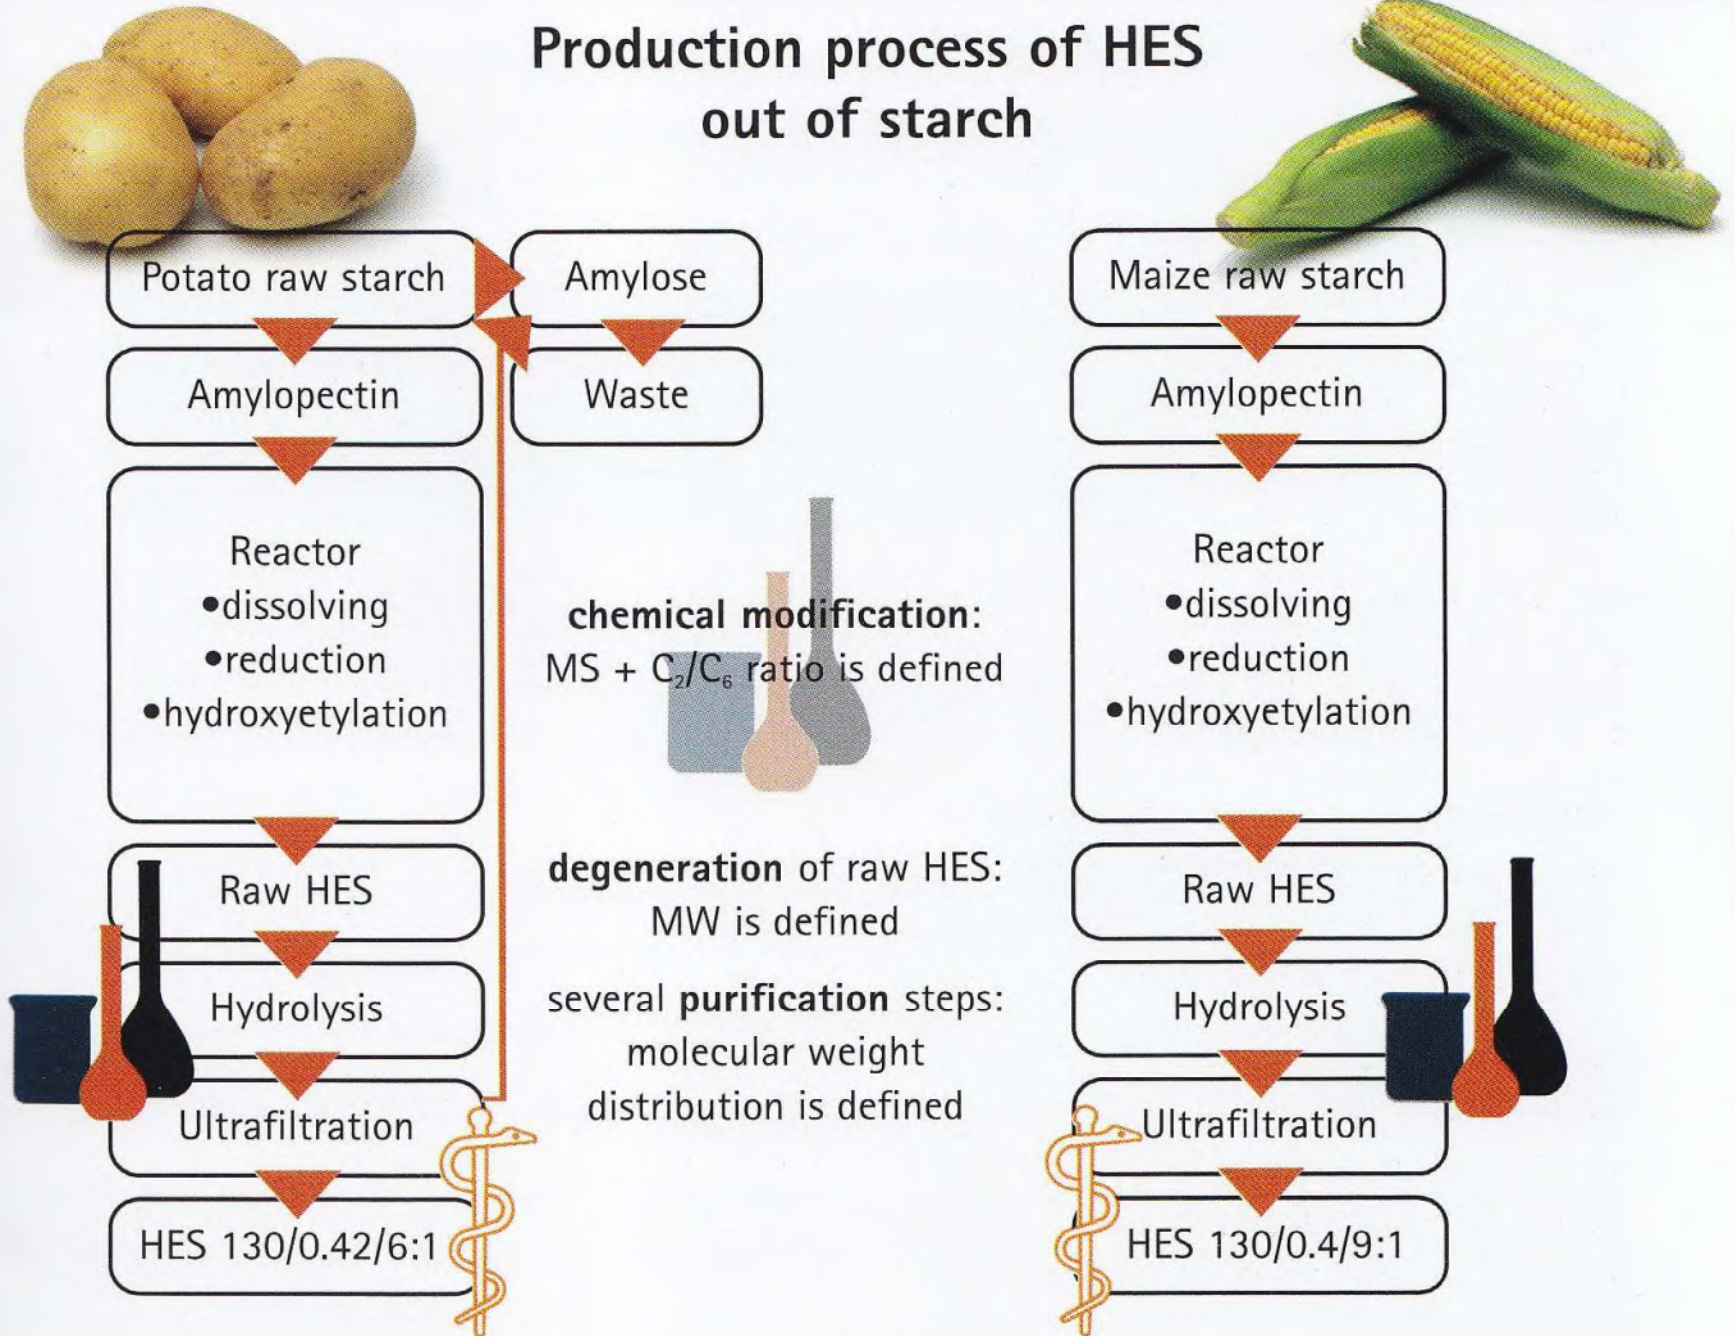 Production process of HES
out of starch
Potato raw starch
Amylose
Amylopectin
Waste
Reactor
•dissolving
•reduction
•hydroxyetylation
Raw HES
Hydrolysis
Ultrafiltration
HES 130/0.42/6:1
chemical modification:
MS + C₂/C₆ ratio is defined
degeneration of raw HES:
MW is defined
several purification steps:
molecular weight
distribution is defined
Maize raw starch
Amylopectin
Reactor
•dissolving
•reduction
•hydroxyetylation
Raw HES
Hydrolysis
Ultrafiltration
HES 130/0.4/9:1